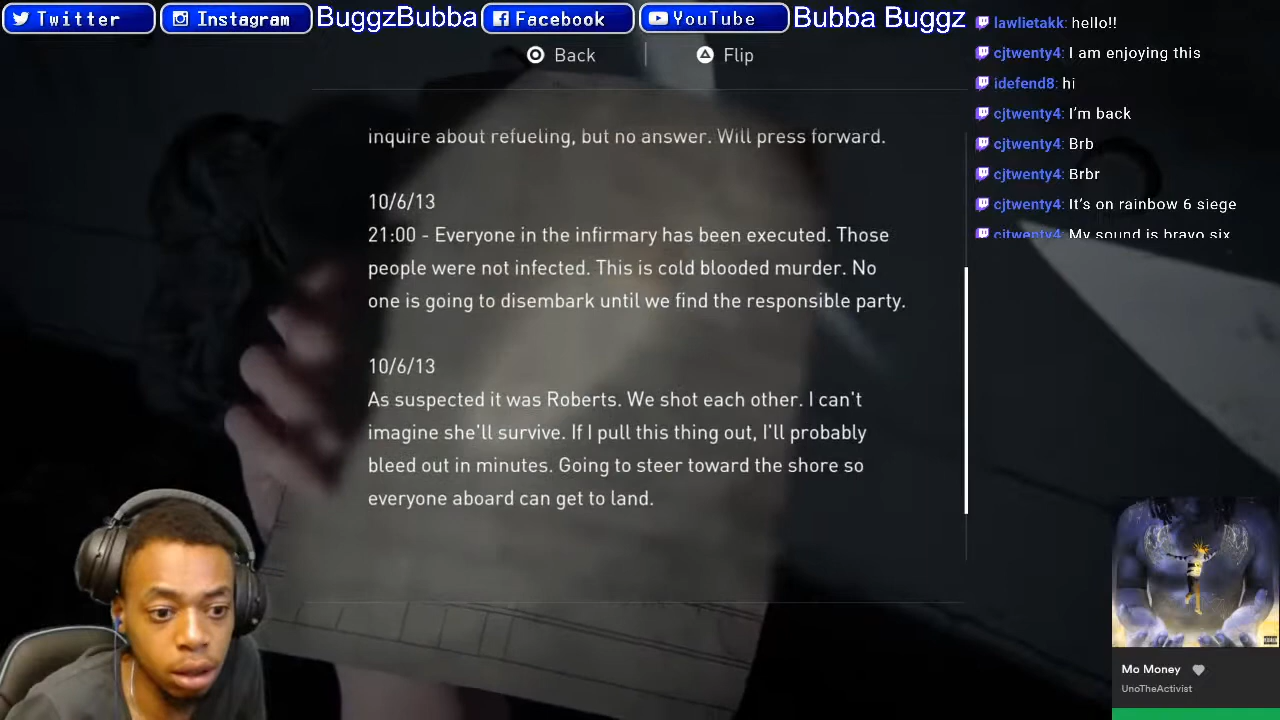 Twitter
Instagram
BuggzBubba
Facebook
YouTube
Bubba Buggz
Back
Flip
inquire about refueling, but no answer. Will press forward.
10/6/13
21:00 - Everyone in the infirmary has been executed. Those
people were not infected. This is cold blooded murder. No
one is going to disembark until we find the responsible party.
10/6/13
As suspected it was Roberts. We shot each other. I can't
imagine she'll survive. If I pull this thing out, I'll probably
bleed out in minutes. Going to steer toward the shore so
everyone aboard can get to land.
lawlietakk: hello!!
cjtwenty4: I am enjoying this
idefend8: hi
cjtwenty4: I'm back
cjtwenty4: Brb
cjtwenty4: Brbr
cjtwenty4: It's on rainbow 6 siege
cjtwenty4: My sound is bravo six
Mo Money
UnoTheActivist